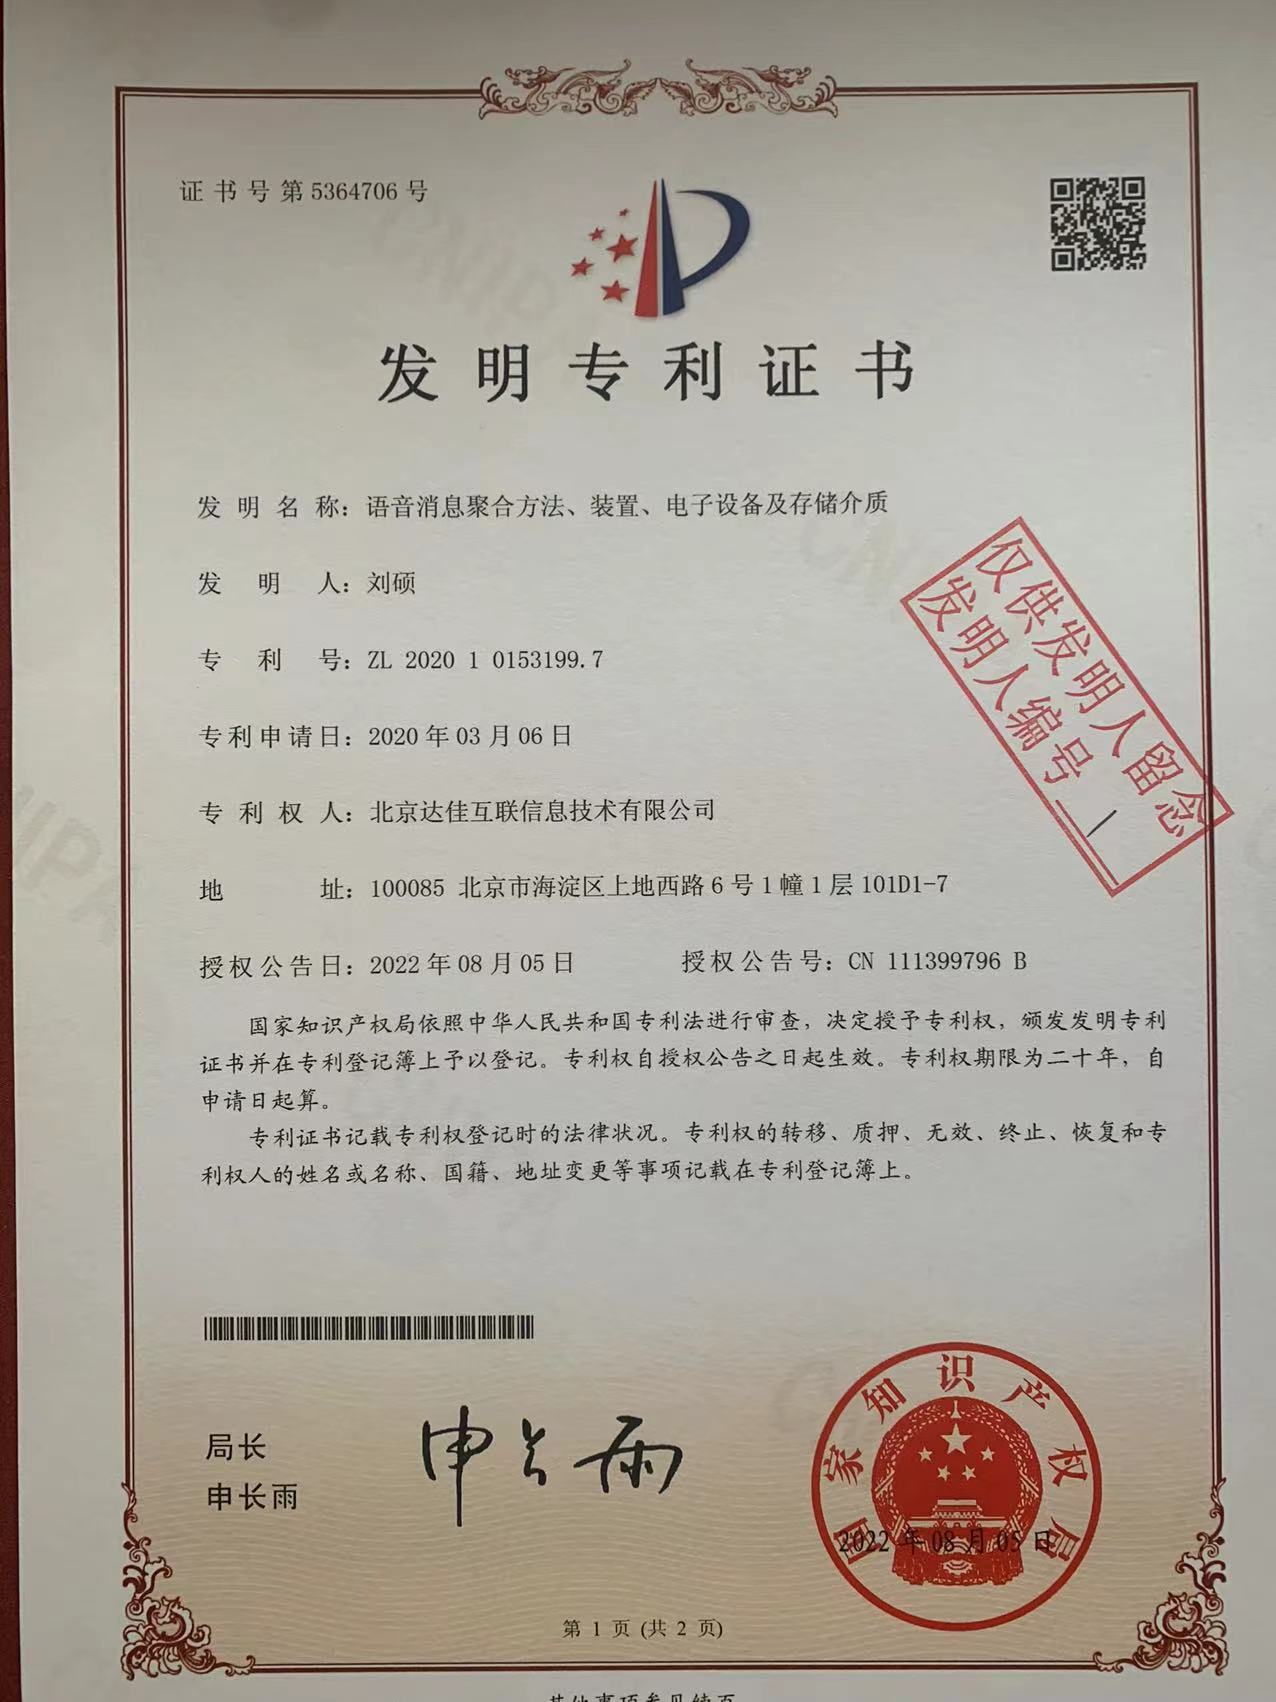 证书号第5364706号
发明专利证书
发明名称：语音消息聚合方法、装置、电子设备及存储介质
发明人：刘硕
专利号：ZL 2020 1 0153199.7
专利申请日：2020年03月06日
专利权人：北京达佳互联信息技术有限公司
地址：100085 北京市海淀区上地西路6号1幢1层101D1-7
授权公告日：2022年08月05日 授权公告号：CN 111399796 B
仅供发明人留念
发明人编号 1
国家知识产权局依照中华人民共和国专利法进行审查，决定授予专利权，颁发发明专利
证书并在专利登记簿上予以登记。专利权自授权公告之日起生效。专利权期限为二十年，自
申请日起算。
专利证书记载专利权登记时的法律状况。专利权的转移、质押、无效、终止、恢复和专
利权人的姓名或名称、国籍、地址变更等事项记载在专利登记簿上。
局长
申长雨
申长雨
国家知识产权局
2022年08月05日
第 1 页 (共 2 页)
其他事项参见续页
CNIPA